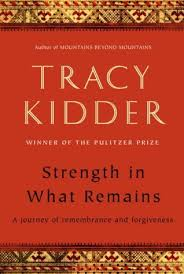 Author of MOUNTAINS BEYOND MOUNTAINS
TRACY
KIDDER
WINNER OF THE PULITZER PRIZE
Strength in
What Remains
A journey of remembrance and forgiveness